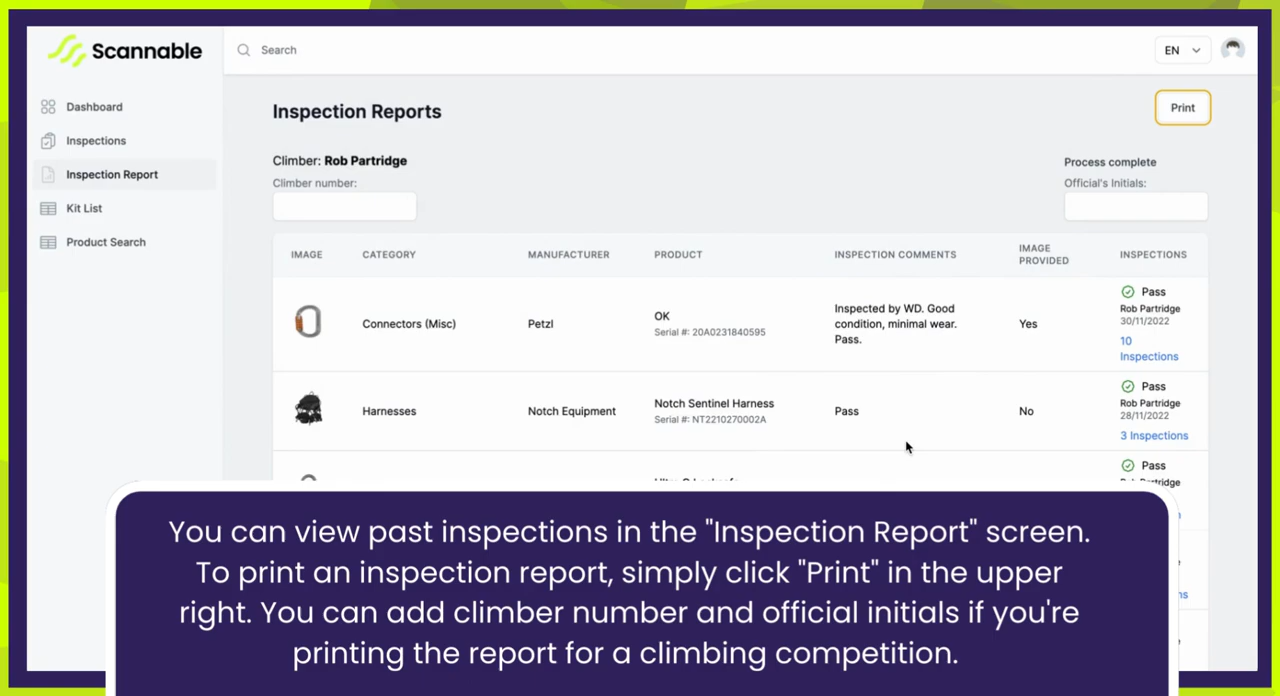 Scannable
Search
EN
Dashboard
Inspections
Inspection Report
Kit List
Product Search
Inspection Reports
Print
Climber: Rob Partridge
Climber number:
Process complete
Official's Initials:
IMAGE
CATEGORY
MANUFACTURER
PRODUCT
INSPECTION COMMENTS
IMAGE
PROVIDED
INSPECTIONS
Connectors (Misc)
Petzl
OK
Serial #: 20A0231840595
Inspected by WD. Good
condition, minimal wear.
Pass.
Yes
Pass
Rob Partridge
30/11/2022
10
Inspections
Harnesses
Notch Equipment
Notch Sentinel Harness
Serial #: NT2210270002A
Pass
No
Pass
Rob Partridge
28/11/2022
3 Inspections
Pass
Rob Partridge
You can view past inspections in the "Inspection Report" screen.
To print an inspection report, simply click "Print" in the upper
right. You can add climber number and official initials if you're
printing the report for a climbing competition.